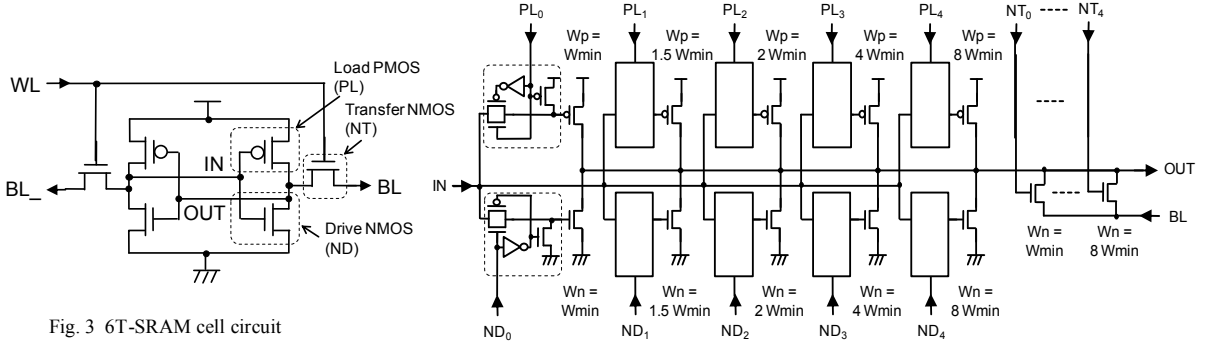 WL
Load PMOS
(PL)
Transfer NMOS
(NT)
IN
BL_
BL
OUT
Drive NMOS
(ND)
Fig. 3 6T-SRAM cell circuit
PL0
PL1
PL2
PL3
PL4
NT0
NT4
Wp =
Wmin
Wp =
1.5 Wmin
Wp =
2 Wmin
Wp =
4 Wmin
Wp =
8 Wmin
IN
OUT
BL
Wn =
Wmin
Wn =
8 Wmin
Wn =
Wmin
Wn =
1.5 Wmin
Wn =
2 Wmin
Wn =
4 Wmin
Wn =
8 Wmin
ND0
ND1
ND2
ND3
ND4